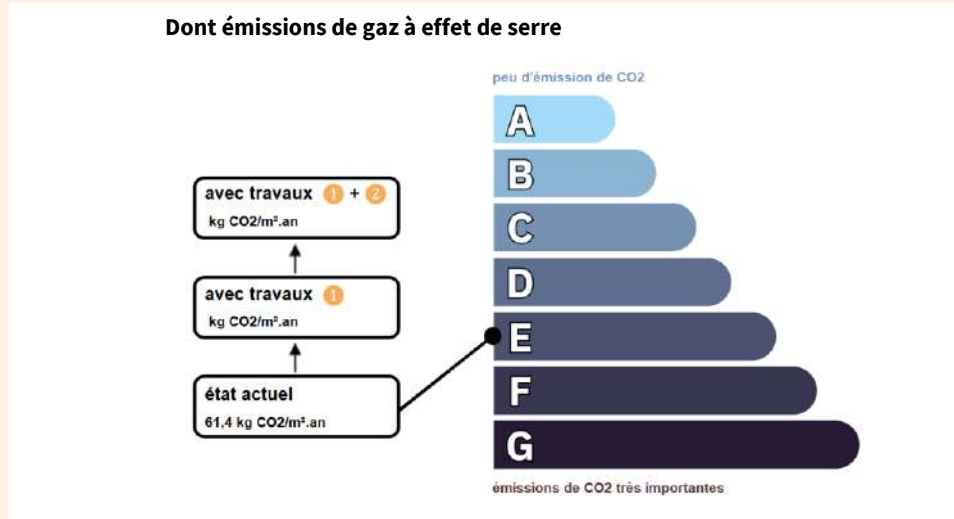 Dont émissions de gaz à effet de serre
peu d'émission de CO2
A
B
C
D
E
F
G
émissions de CO2 très importantes
avec travaux 1 + 2
kg CO2/m².an
avec travaux 1
kg CO2/m².an
état actuel
61,4 kg CO2/m².an